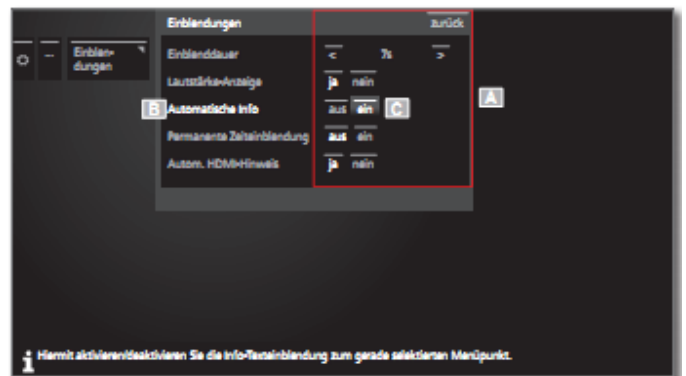 Einblendungen zurück
Einblen-
dungen
Einblenddauer < 7s >
Lautstärke-Anzeige ja nein
B Automatische Info aus ein C A
Permanente Zeiteinblendung aus ein
Autom. HDMI-Hinweis ja nein
i Hiermit aktivieren/deaktivieren Sie die Info-Texteinblendung zum gerade selektierten Menüpunkt.